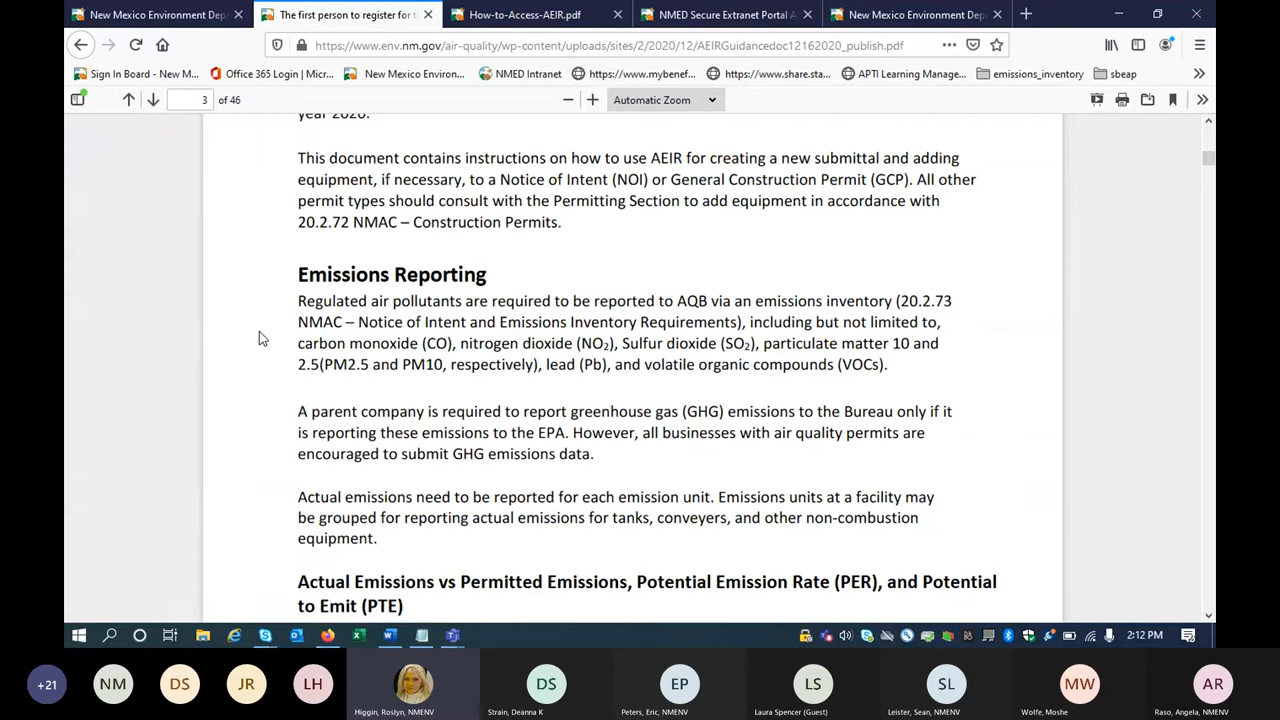 New Mexico Environment Dep
The first person to register for t
How-to-Access-AEIR.pdf
NMED Secure Extranet Portal A
New Mexico Environment Dep
https://www.env.nm.gov/air-quality/wp-content/uploads/sites/2/2020/12/AEIRGuidancedoc12162020_publish.pdf
Sign In Board - New M...
Office 365 Login | Micr...
New Mexico Environ...
NMED Intranet
https://www.mybenef...
https://www.share.sta...
APTI Learning Manage...
emissions_inventory
sbeap
3 of 46
Automatic Zoom
year 2020.
This document contains instructions on how to use AEIR for creating a new submittal and adding
equipment, if necessary, to a Notice of Intent (NOI) or General Construction Permit (GCP). All other
permit types should consult with the Permitting Section to add equipment in accordance with
20.2.72 NMAC – Construction Permits.
Emissions Reporting
Regulated air pollutants are required to be reported to AQB via an emissions inventory (20.2.73
NMAC – Notice of Intent and Emissions Inventory Requirements), including but not limited to,
carbon monoxide (CO), nitrogen dioxide (NO₂), Sulfur dioxide (SO₂), particulate matter 10 and
2.5(PM2.5 and PM10, respectively), lead (Pb), and volatile organic compounds (VOCs).
A parent company is required to report greenhouse gas (GHG) emissions to the Bureau only if it
is reporting these emissions to the EPA. However, all businesses with air quality permits are
encouraged to submit GHG emissions data.
Actual emissions need to be reported for each emission unit. Emissions units at a facility may
be grouped for reporting actual emissions for tanks, conveyers, and other non-combustion
equipment.
Actual Emissions vs Permitted Emissions, Potential Emission Rate (PER), and Potential
to Emit (PTE)
2:12 PM
+21
NM
DS
JR
LH
DS
EP
LS
SL
MW
AR
Higgin, Roslyn, NMENV
Strain, Deanna K
Peters, Eric, NMENV
Laura Spencer (Guest)
Leister, Sean, NMENV
Wolfe, Moshe
Raso, Angela, NMENV